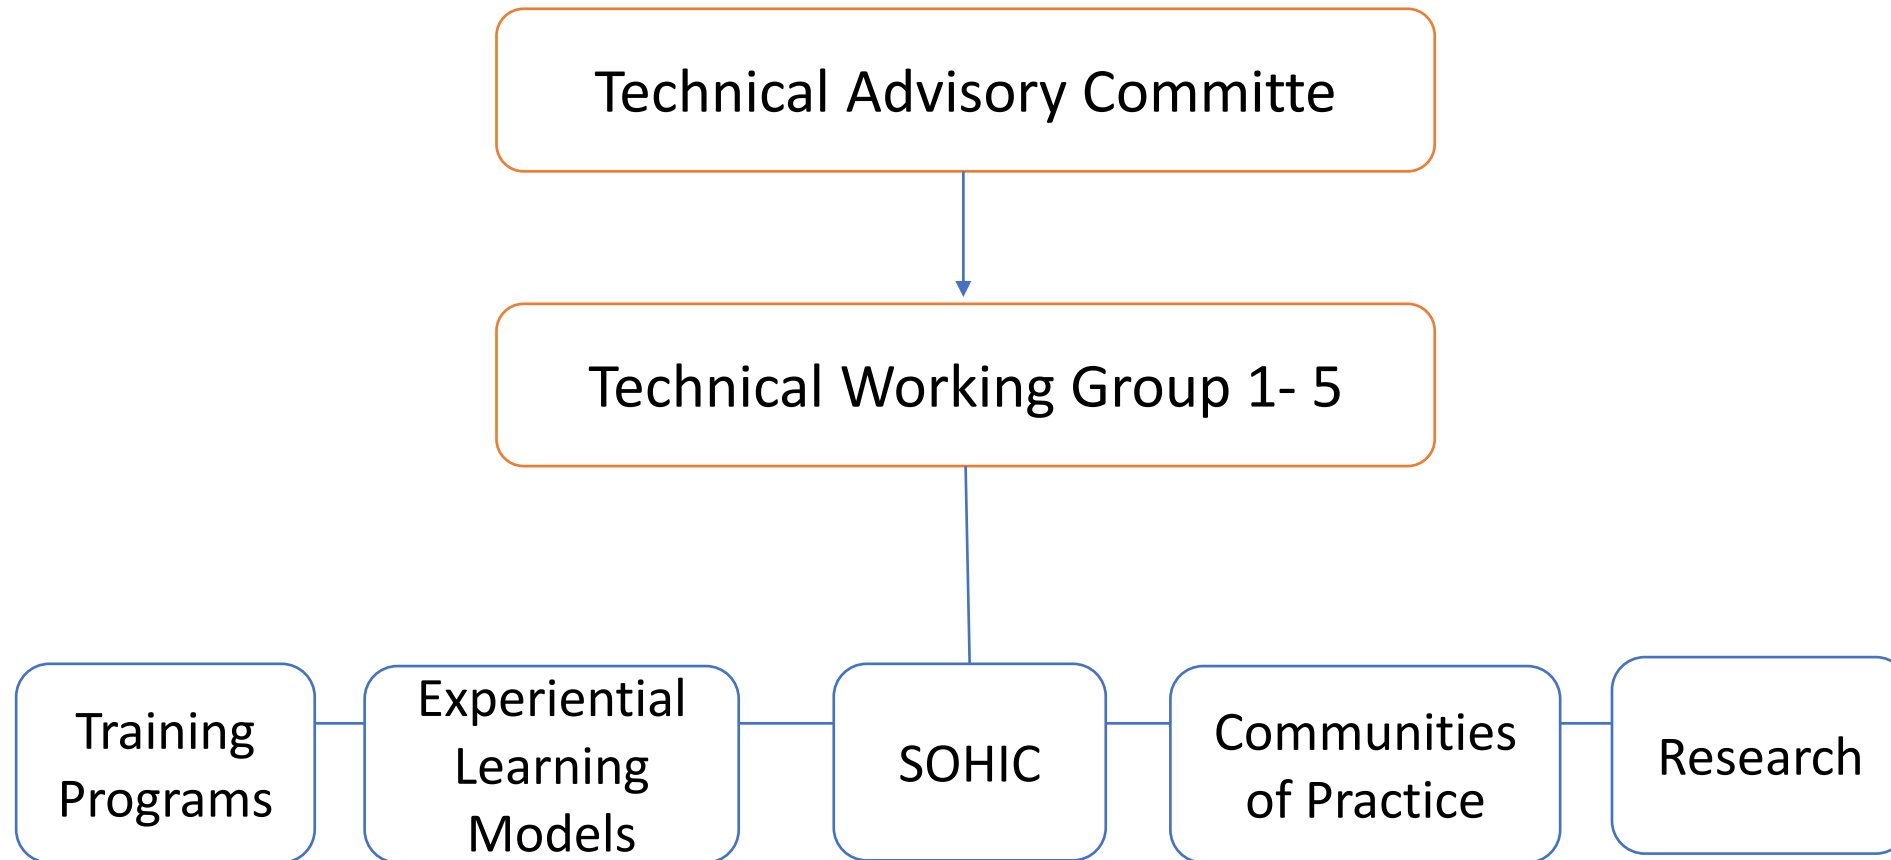 Technical Advisory Committe
Technical Working Group 1- 5
Training
Programs
Experiential
Learning
Models
SOHIC
Communities
of Practice
Research